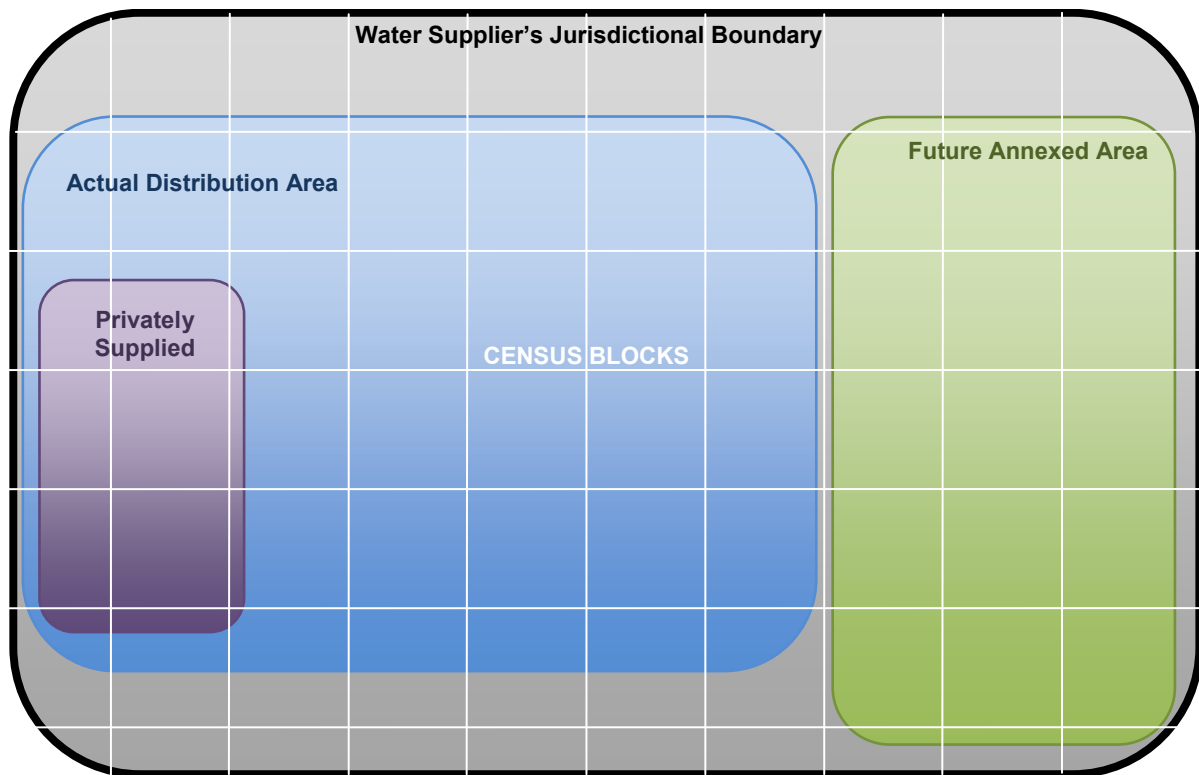 Water Supplier’s Jurisdictional Boundary
Future Annexed Area
Actual Distribution Area
Privately
Supplied
CENSUS BLOCKS